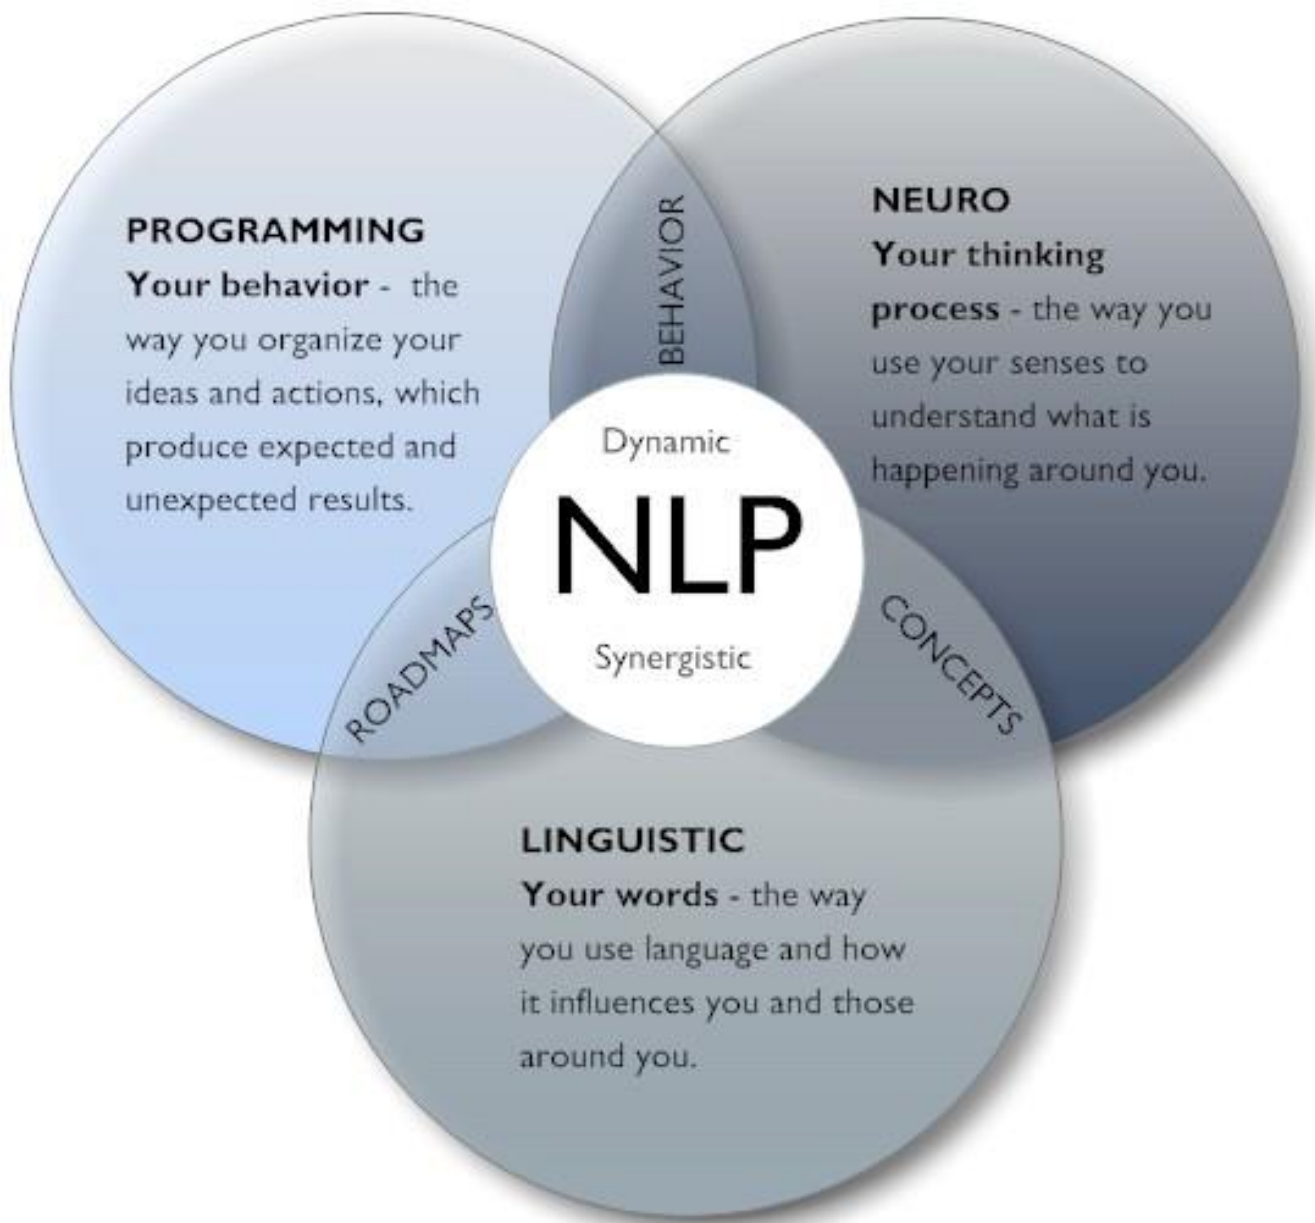 PROGRAMMING
Your behavior - the
way you organize your
ideas and actions, which
produce expected and
unexpected results.
BEHAVIOR
NEURO
Your thinking
process - the way you
use your senses to
understand what is
happening around you.
Dynamic
NLP
Synergistic
ROADMAPS
CONCEPTS
LINGUISTIC
Your words - the way
you use language and how
it influences you and those
around you.